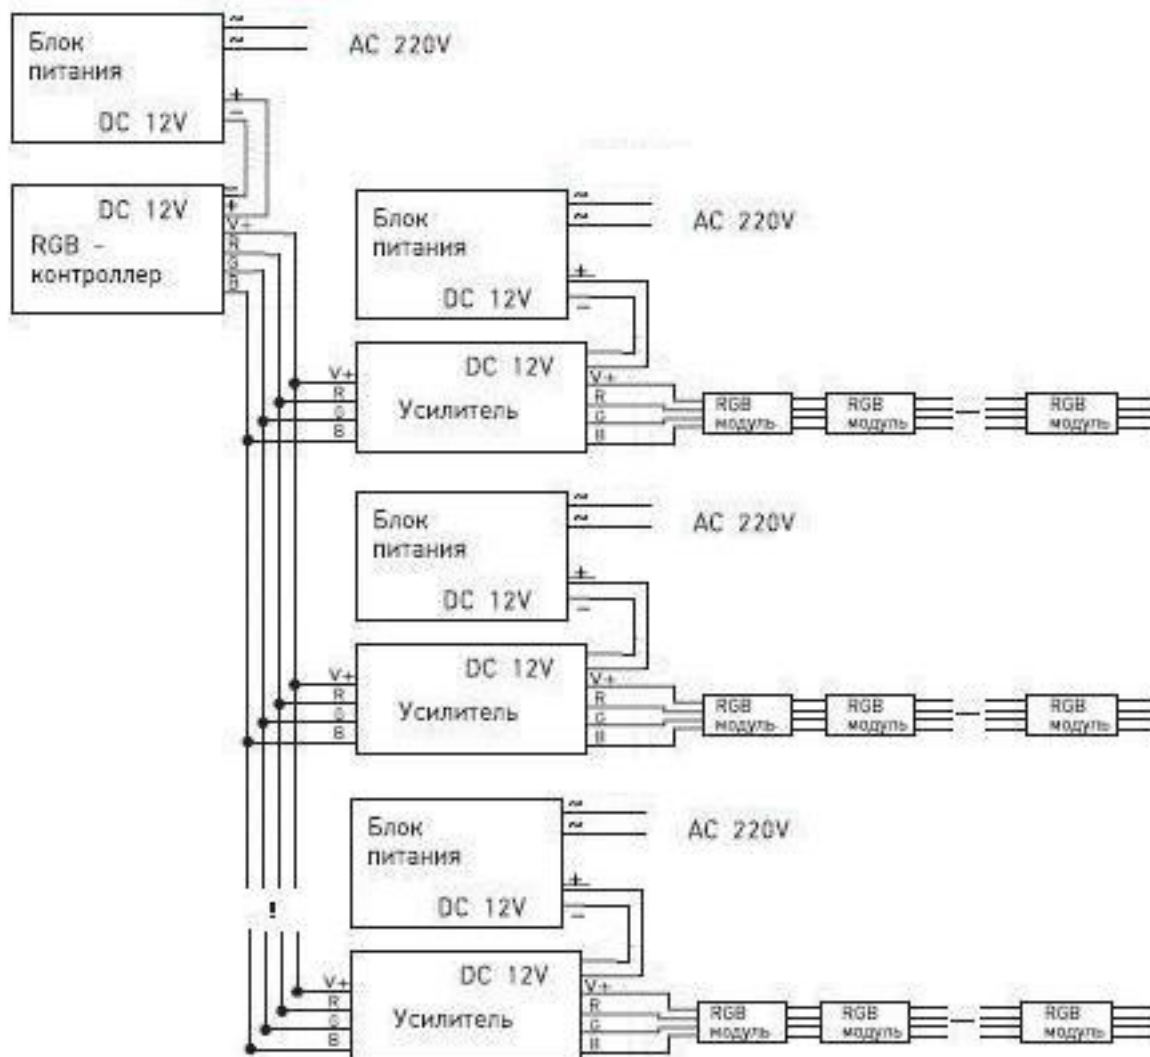 Блок
питания
DC 12V
~
~
AC 220V
+
−
DC 12V
RGB -
контроллер
−
+
V+
R
G
B
Блок
питания
DC 12V
~
~
AC 220V
+
−
DC 12V
Усилитель
V+
R
G
B
V+
R
G
B
RGB
модуль
RGB
модуль
RGB
модуль
Блок
питания
DC 12V
~
~
AC 220V
+
−
DC 12V
Усилитель
V+
R
G
B
V+
R
G
B
RGB
модуль
RGB
модуль
RGB
модуль
!
Блок
питания
DC 12V
~
~
AC 220V
+
−
DC 12V
Усилитель
V+
R
G
B
V+
R
G
B
RGB
модуль
RGB
модуль
RGB
модуль